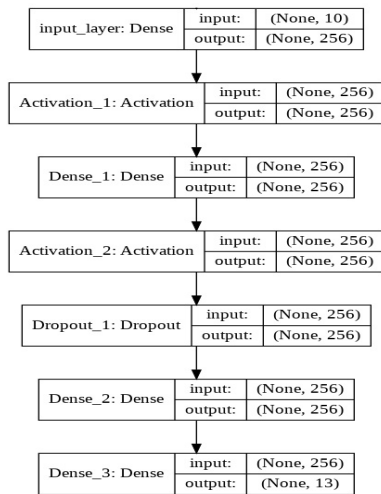 input_layer: Dense input: (None, 10)
output: (None, 256)
Activation_1: Activation input: (None, 256)
output: (None, 256)
Dense_1: Dense input: (None, 256)
output: (None, 256)
Activation_2: Activation input: (None, 256)
output: (None, 256)
Dropout_1: Dropout input: (None, 256)
output: (None, 256)
Dense_2: Dense input: (None, 256)
output: (None, 256)
Dense_3: Dense input: (None, 256)
output: (None, 13)